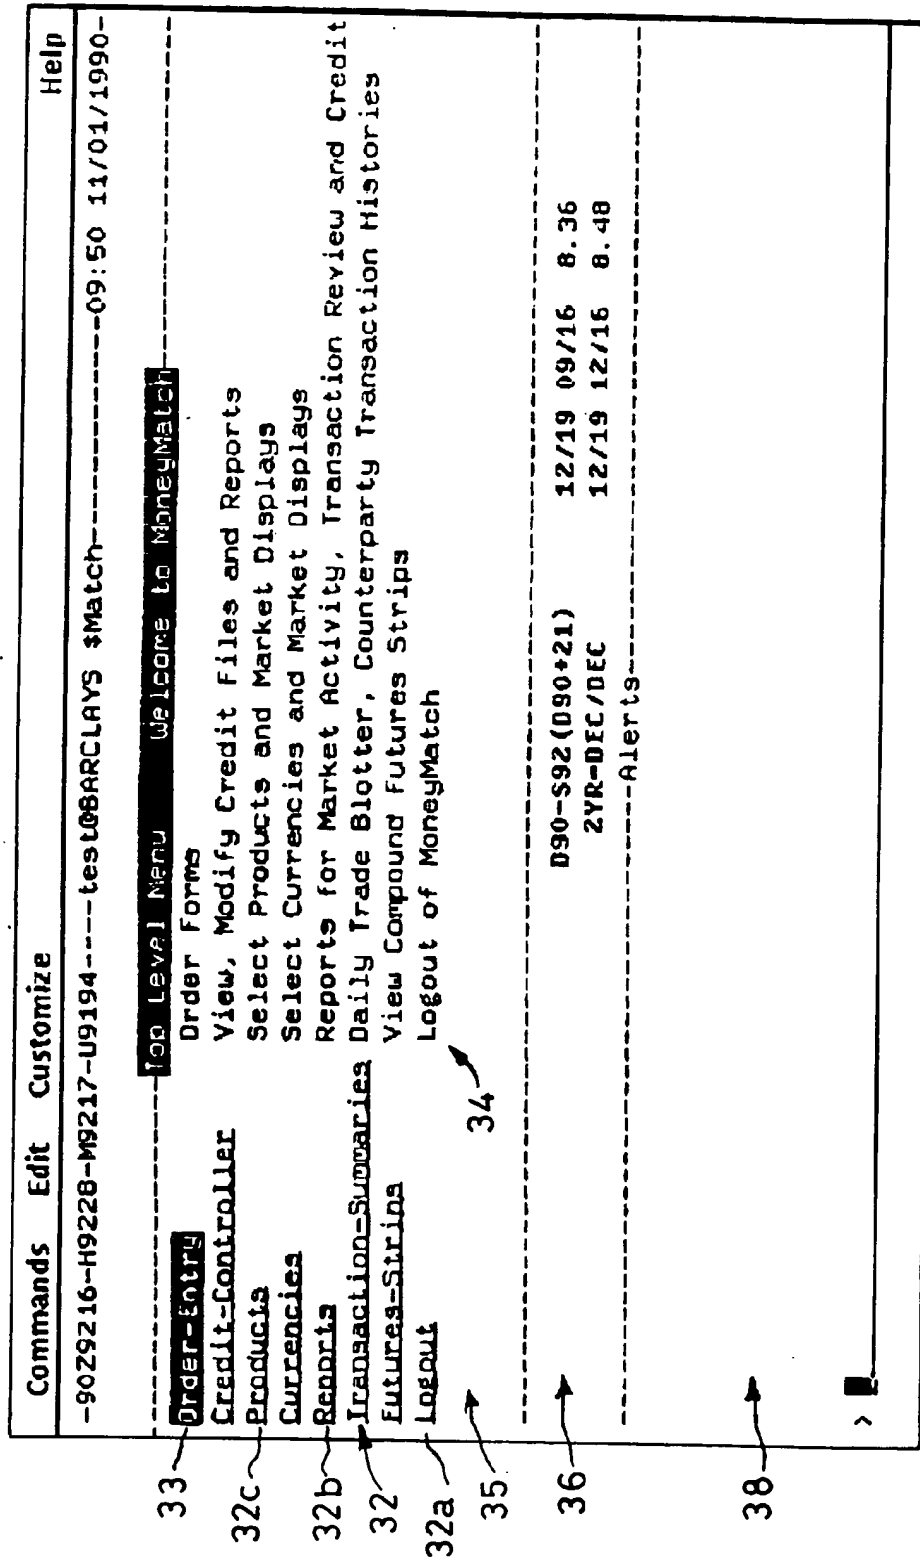 Commands Edit Customize Help
-9029216-H9228-M9217-U9194----test@BARCLAYS $Match--------------09:50 11/01/1990-
Top Level Menu Welcome to MoneyMatch
33 Order-Entry Order Forms
Credit-Controller View, Modify Credit Files and Reports
32c Products Select Products and Market Displays
Currencies Select Currencies and Market Displays
32b Reports Reports for Market Activity, Transaction Review and Credit
32 Transaction-Summaries Daily Trade Blotter, Counterparty Transaction Histories
Futures-Strips View Compound Futures Strips
32a Logout Logout of MoneyMatch
35 34
36 D90-S92(D90+21) 12/19 09/16 8.36
2YR-DEC/DEC 12/19 12/16 8.48
Alerts
38
>